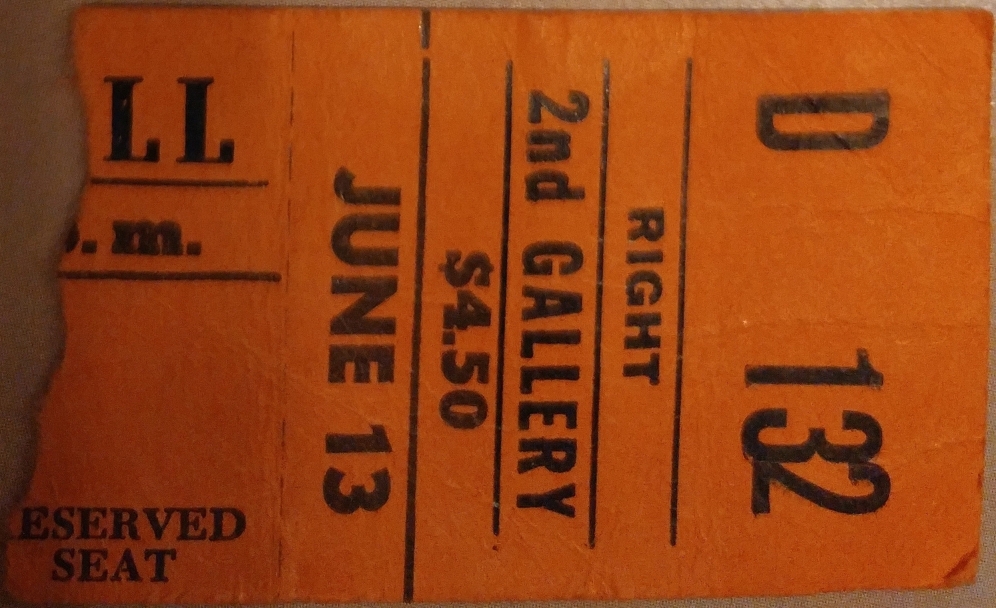 LL
. m.
ESERVED
SEAT
D 132
RIGHT
2nd GALLERY
$4.50
JUNE 13